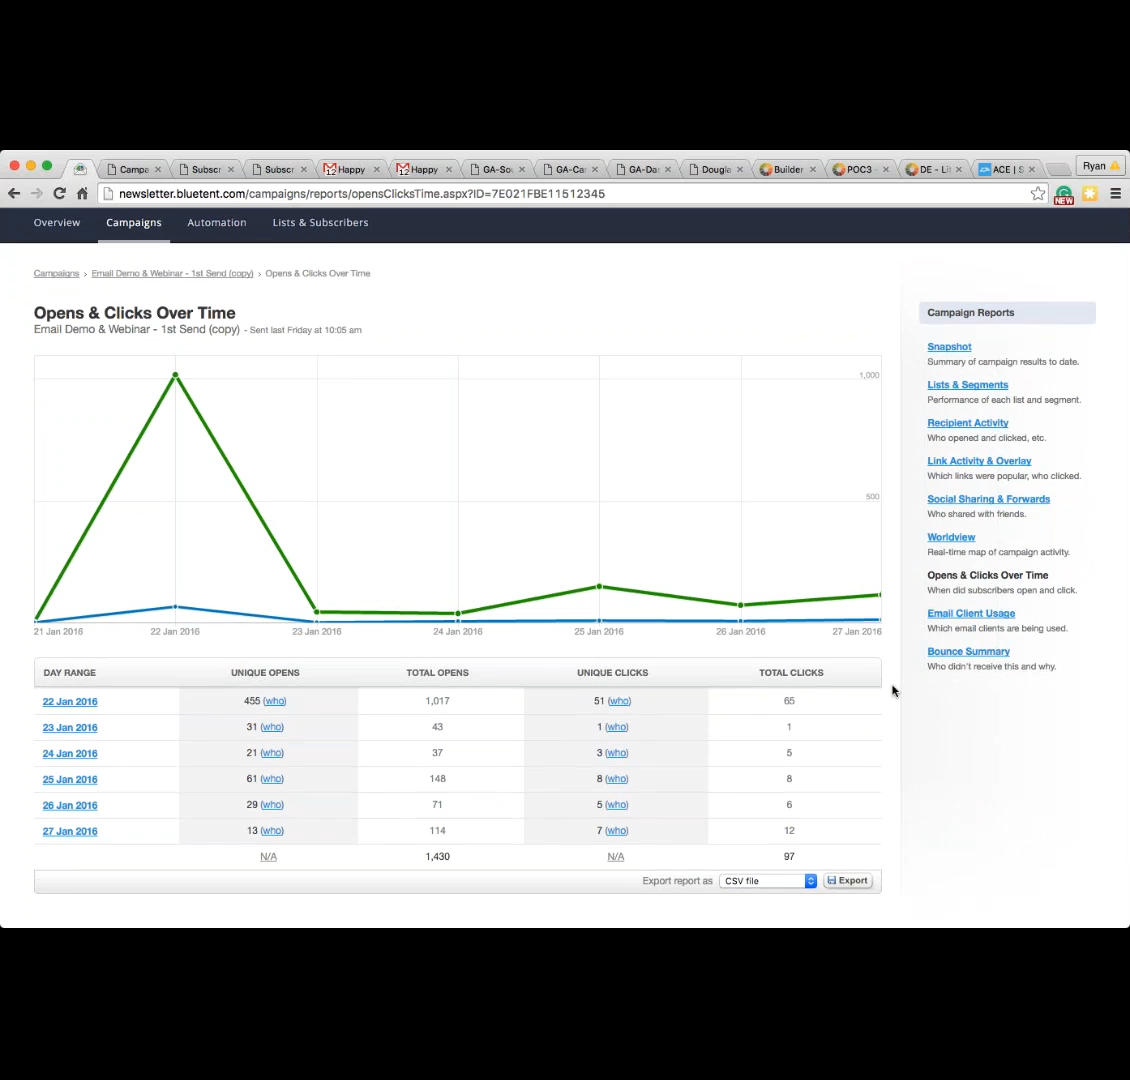 Campa
Subscr
Subscr
Happy
Happy
GA-So
GA-Ca
GA-Da
Dougla
Builder
POC3 -
DE - Li
ACE | S
Ryan
newsletter.bluetent.com/campaigns/reports/opensClicksTime.aspx?ID=7E021FBE11512345
NEW
Overview Campaigns Automation Lists & Subscribers
Campaigns › Email Demo & Webinar - 1st Send (copy) › Opens & Clicks Over Time
Opens & Clicks Over Time
Email Demo & Webinar - 1st Send (copy) - Sent last Friday at 10:05 am
1,000
500
21 Jan 2016 22 Jan 2016 23 Jan 2016 24 Jan 2016 25 Jan 2016 26 Jan 2016 27 Jan 2016
DAY RANGE UNIQUE OPENS TOTAL OPENS UNIQUE CLICKS TOTAL CLICKS
22 Jan 2016 455 (who) 1,017 51 (who) 65
23 Jan 2016 31 (who) 43 1 (who) 1
24 Jan 2016 21 (who) 37 3 (who) 5
25 Jan 2016 61 (who) 148 8 (who) 8
26 Jan 2016 29 (who) 71 5 (who) 6
27 Jan 2016 13 (who) 114 7 (who) 12
N/A 1,430 N/A 97
Export report as CSV file Export
Campaign Reports
Snapshot
Summary of campaign results to date.
Lists & Segments
Performance of each list and segment.
Recipient Activity
Who opened and clicked, etc.
Link Activity & Overlay
Which links were popular, who clicked.
Social Sharing & Forwards
Who shared with friends.
Worldview
Real-time map of campaign activity.
Opens & Clicks Over Time
When did subscribers open and click.
Email Client Usage
Which email clients are being used.
Bounce Summary
Who didn't receive this and why.